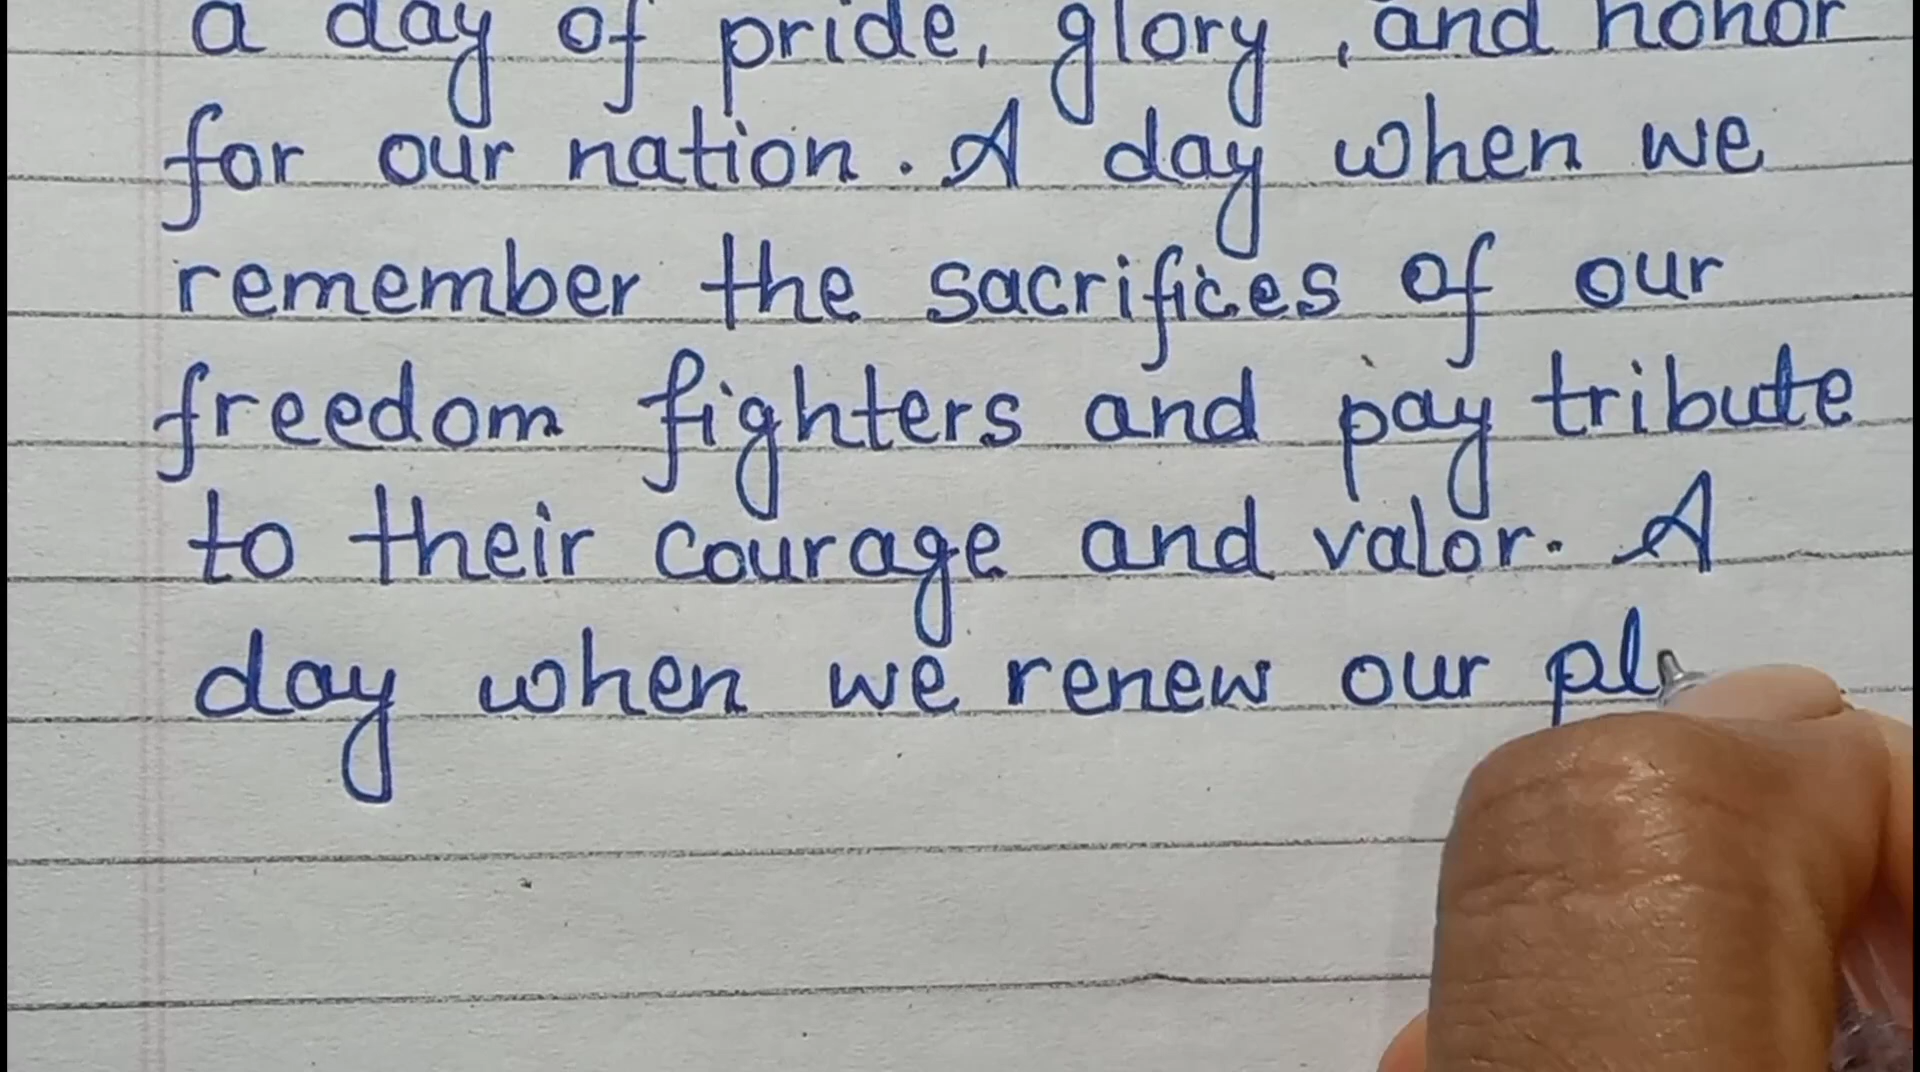 a day of pride, glory, and honor
for our nation. A day when we
remember the sacrifices of our
freedom fighters and pay tribute
to their courage and valor. A
day when we renew our pl